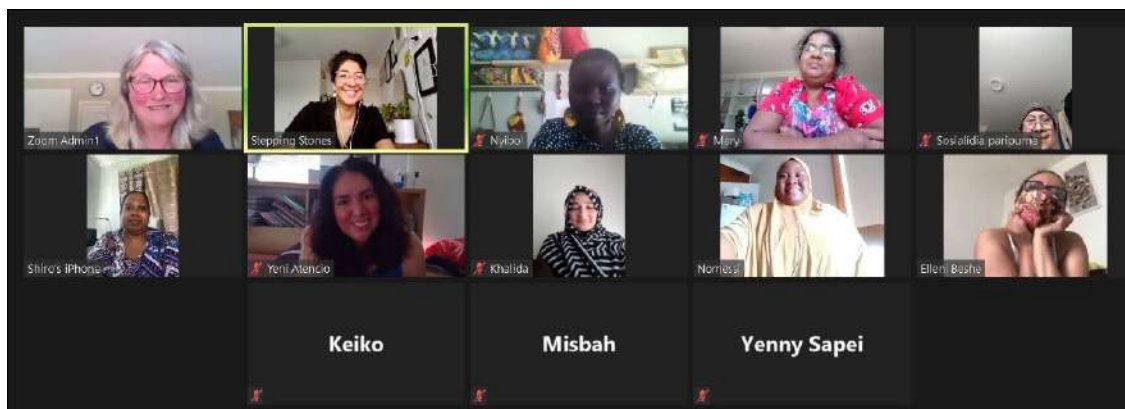 Zoom Admin1
Stepping Stones
Nyibol
Mary
Sosialidia pariouma
Shiro's iPhone
Yeni Atencio
Khalida
Nomessi
Elleni Beshe
Keiko
Misbah
Yenny Sapei